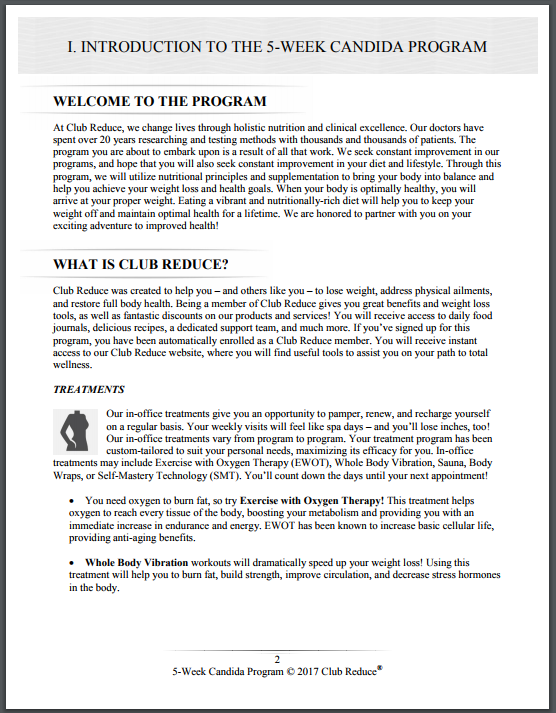 I. INTRODUCTION TO THE 5-WEEK CANDIDA PROGRAM
WELCOME TO THE PROGRAM
At Club Reduce, we change lives through holistic nutrition and clinical excellence. Our doctors have
spent over 20 years researching and testing methods with thousands and thousands of patients. The
program you are about to embark upon is a result of all that work. We seek constant improvement in our
programs, and hope that you will also seek constant improvement in your diet and lifestyle. Through this
program, we will utilize nutritional principles and supplementation to bring your body into balance and
help you achieve your weight loss and health goals. When your body is optimally healthy, you will
arrive at your proper weight. Eating a vibrant and nutritionally-rich diet will help you to keep your
weight off and maintain optimal health for a lifetime. We are honored to partner with you on your
exciting adventure to improved health!
WHAT IS CLUB REDUCE?
Club Reduce was created to help you – and others like you – to lose weight, address physical ailments,
and restore full body health. Being a member of Club Reduce gives you great benefits and weight loss
tools, as well as fantastic discounts on our products and services! You will receive access to daily food
journals, delicious recipes, a dedicated support team, and much more. If you've signed up for this
program, you have been automatically enrolled as a Club Reduce member. You will receive instant
access to our Club Reduce website, where you will find useful tools to assist you on your path to total
wellness.
TREATMENTS
Our in-office treatments give you an opportunity to pamper, renew, and recharge yourself
on a regular basis. Your weekly visits will feel like spa days – and you'll lose inches, too!
Our in-office treatments vary from program to program. Your treatment program has been
custom-tailored to suit your personal needs, maximizing its efficacy for you. In-office
treatments may include Exercise with Oxygen Therapy (EWOT), Whole Body Vibration, Sauna, Body
Wraps, or Self-Mastery Technology (SMT). You'll count down the days until your next appointment!
• You need oxygen to burn fat, so try Exercise with Oxygen Therapy! This treatment helps
oxygen to reach every tissue of the body, boosting your metabolism and providing you with an
immediate increase in endurance and energy. EWOT has been known to increase basic cellular life,
providing anti-aging benefits.
• Whole Body Vibration workouts will dramatically speed up your weight loss! Using this
treatment will help you to burn fat, build strength, improve circulation, and decrease stress hormones
in the body.
2
5-Week Candida Program © 2017 Club Reduce®